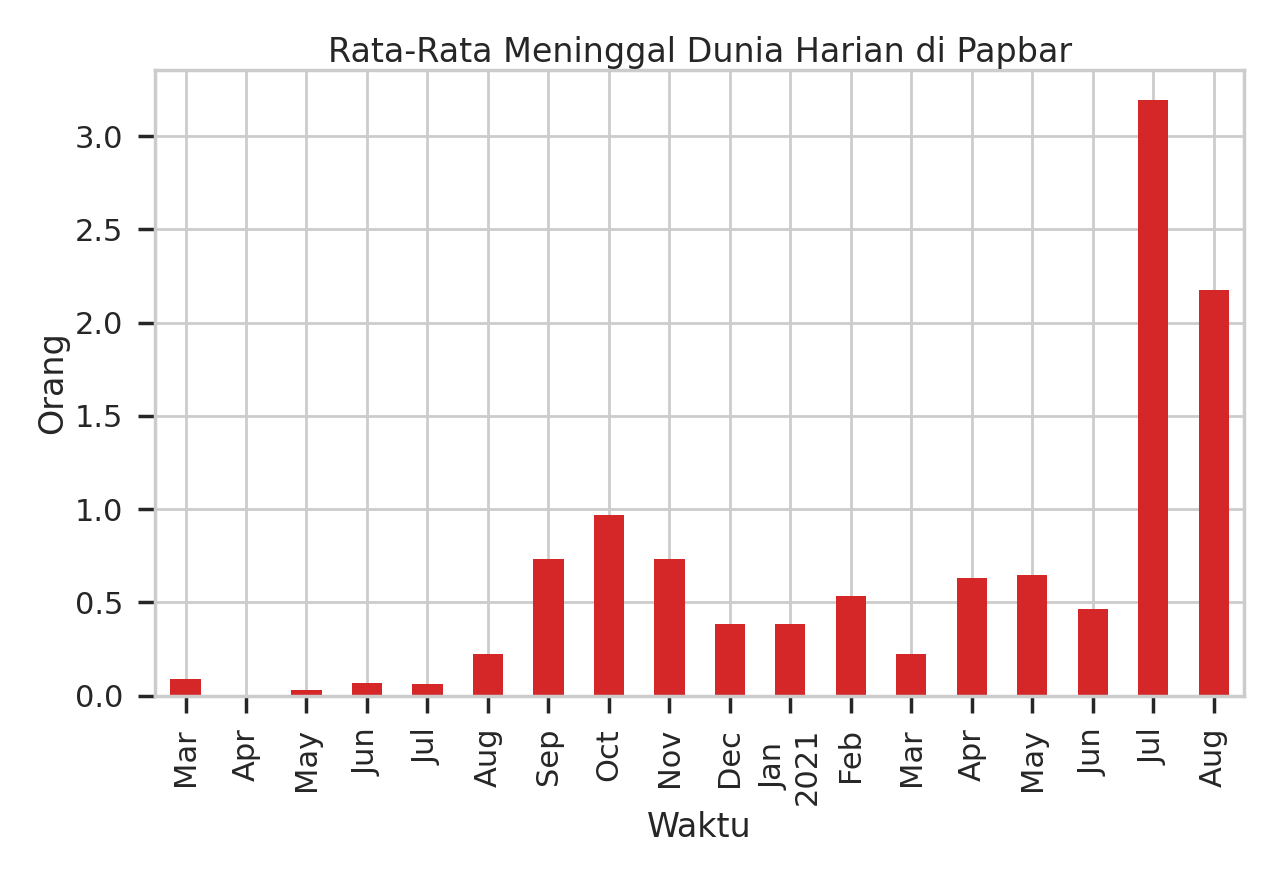 Rata-Rata Meninggal Dunia Harian di Papbar
Orang
3.0
2.5
2.0
1.5
1.0
0.5
0.0
Mar
Apr
May
Jun
Jul
Aug
Sep
Oct
Nov
Dec
Jan
2021
Feb
Mar
Apr
May
Jun
Jul
Aug
Waktu